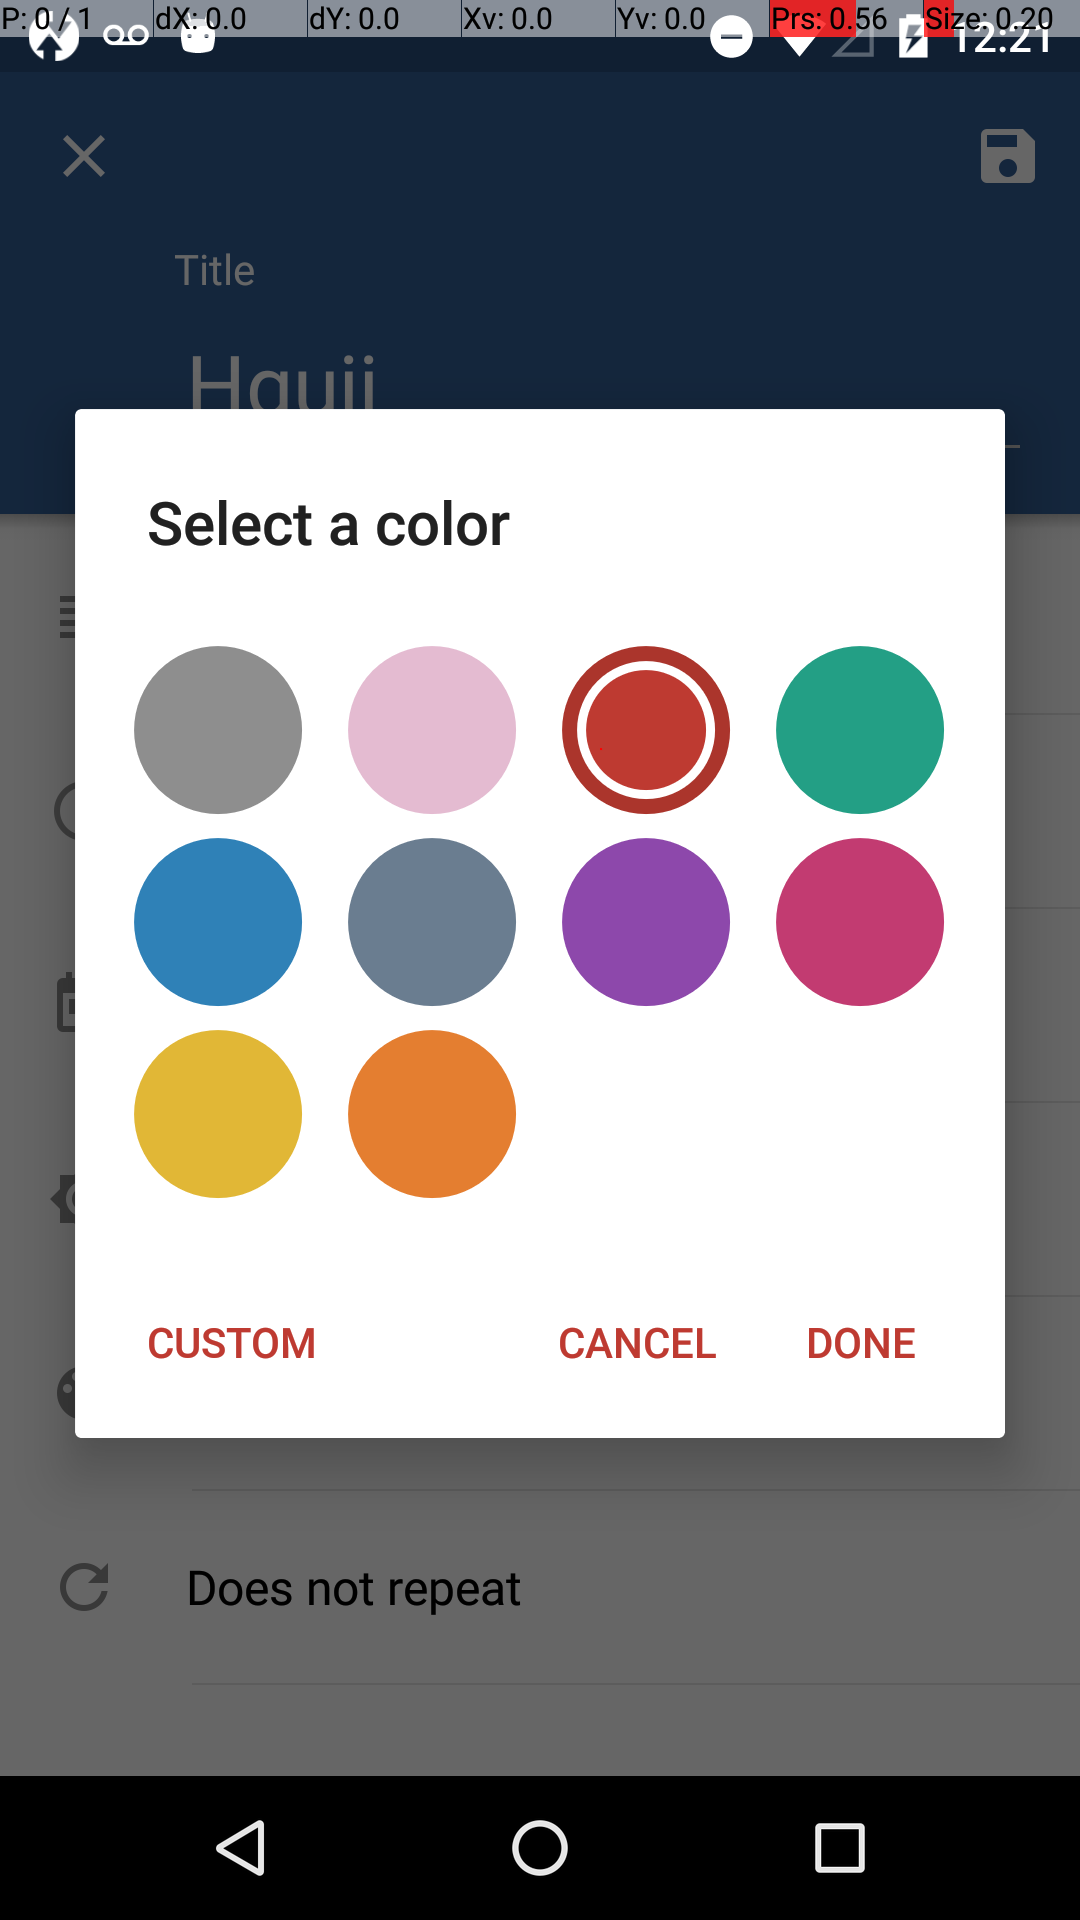 P: 0 / 1 dX: 0.0 dY: 0.0 Xv: 0.0 Yv: 0.0 Prs: 0.56 Size: 0.20
12:21
Title
Hguii
Select a color
CUSTOM CANCEL DONE
Does not repeat